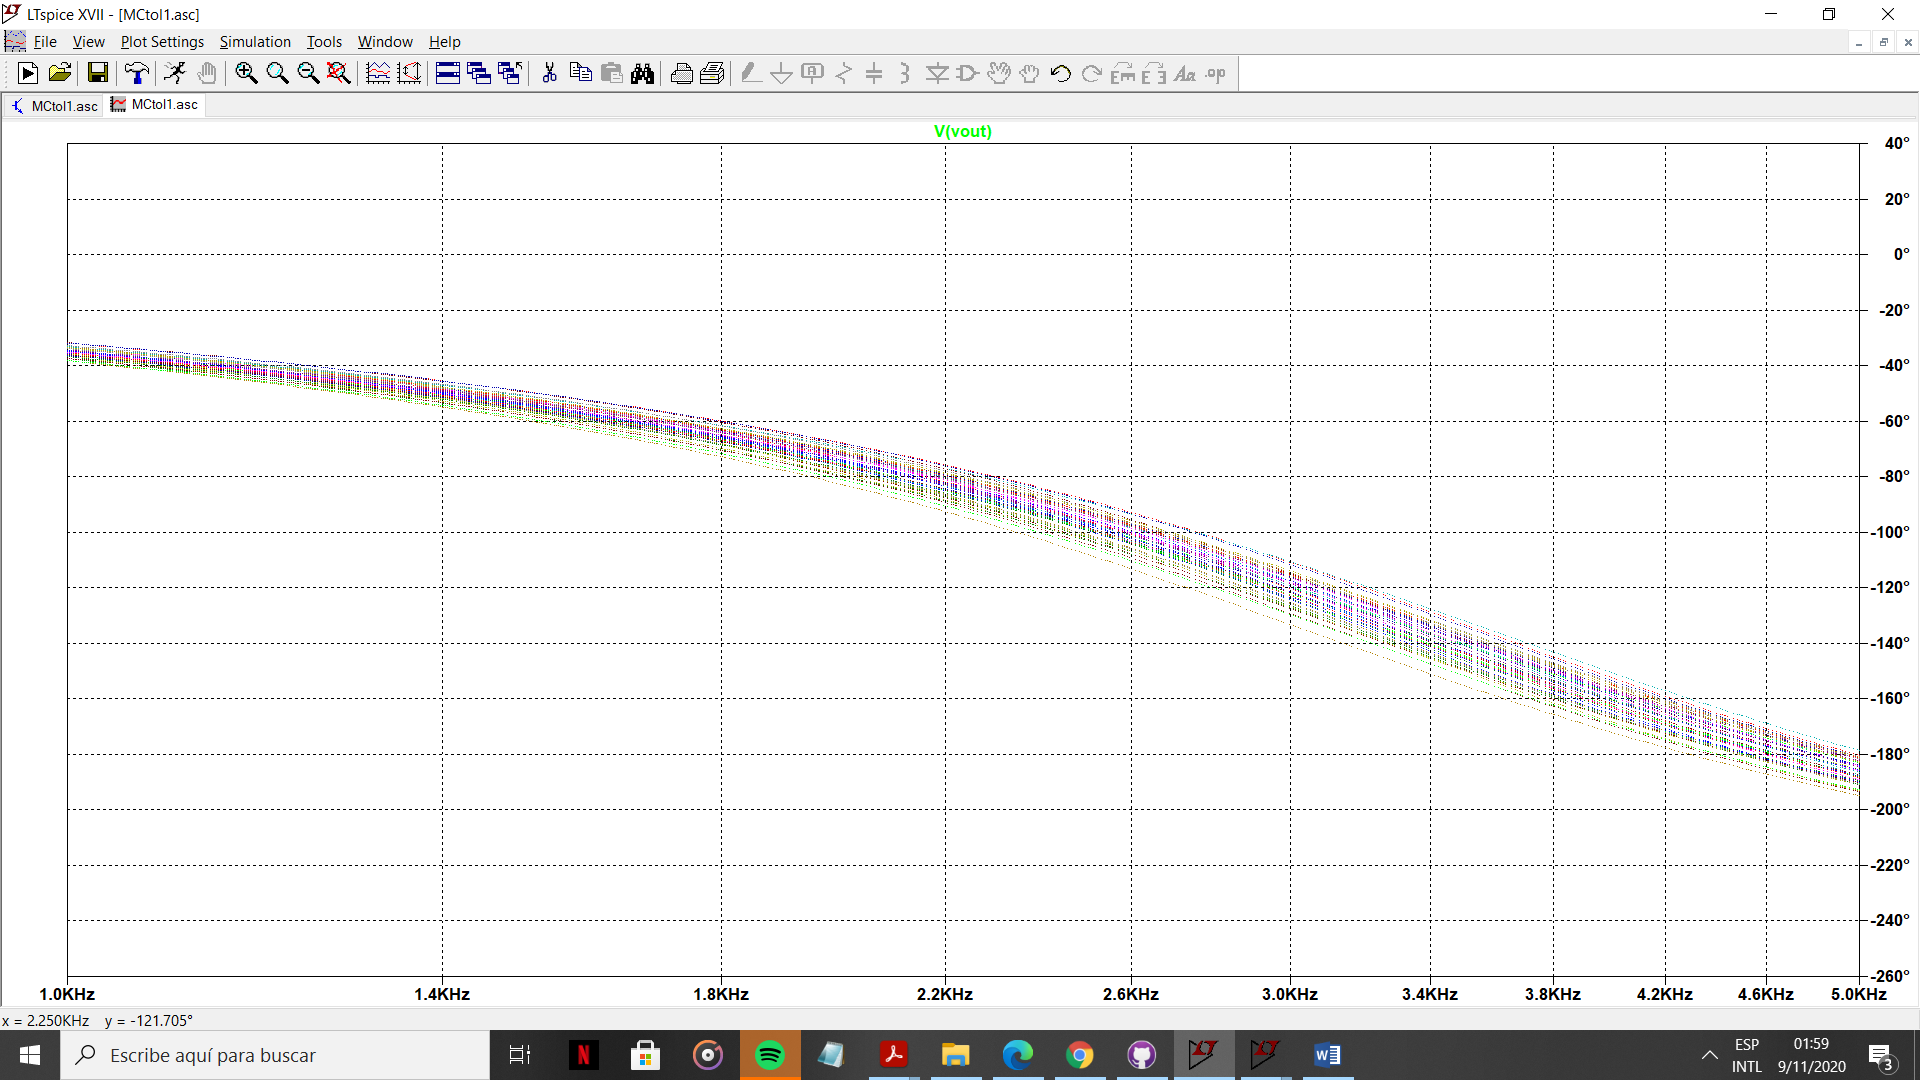 LTspice XVII - [MCtol1.asc]
File View Plot Settings Simulation Tools Window Help
MCtol1.asc MCtol1.asc
V(vout)
40°
20°
0°
-20°
-40°
-60°
-80°
-100°
-120°
-140°
-160°
-180°
-200°
-220°
-240°
-260°
1.0KHz 1.4KHz 1.8KHz 2.2KHz 2.6KHz 3.0KHz 3.4KHz 3.8KHz 4.2KHz 4.6KHz 5.0KHz
x = 2.250KHz y = -121.705°
Escribe aquí para buscar
ESP
INTL
01:59
9/11/2020
3